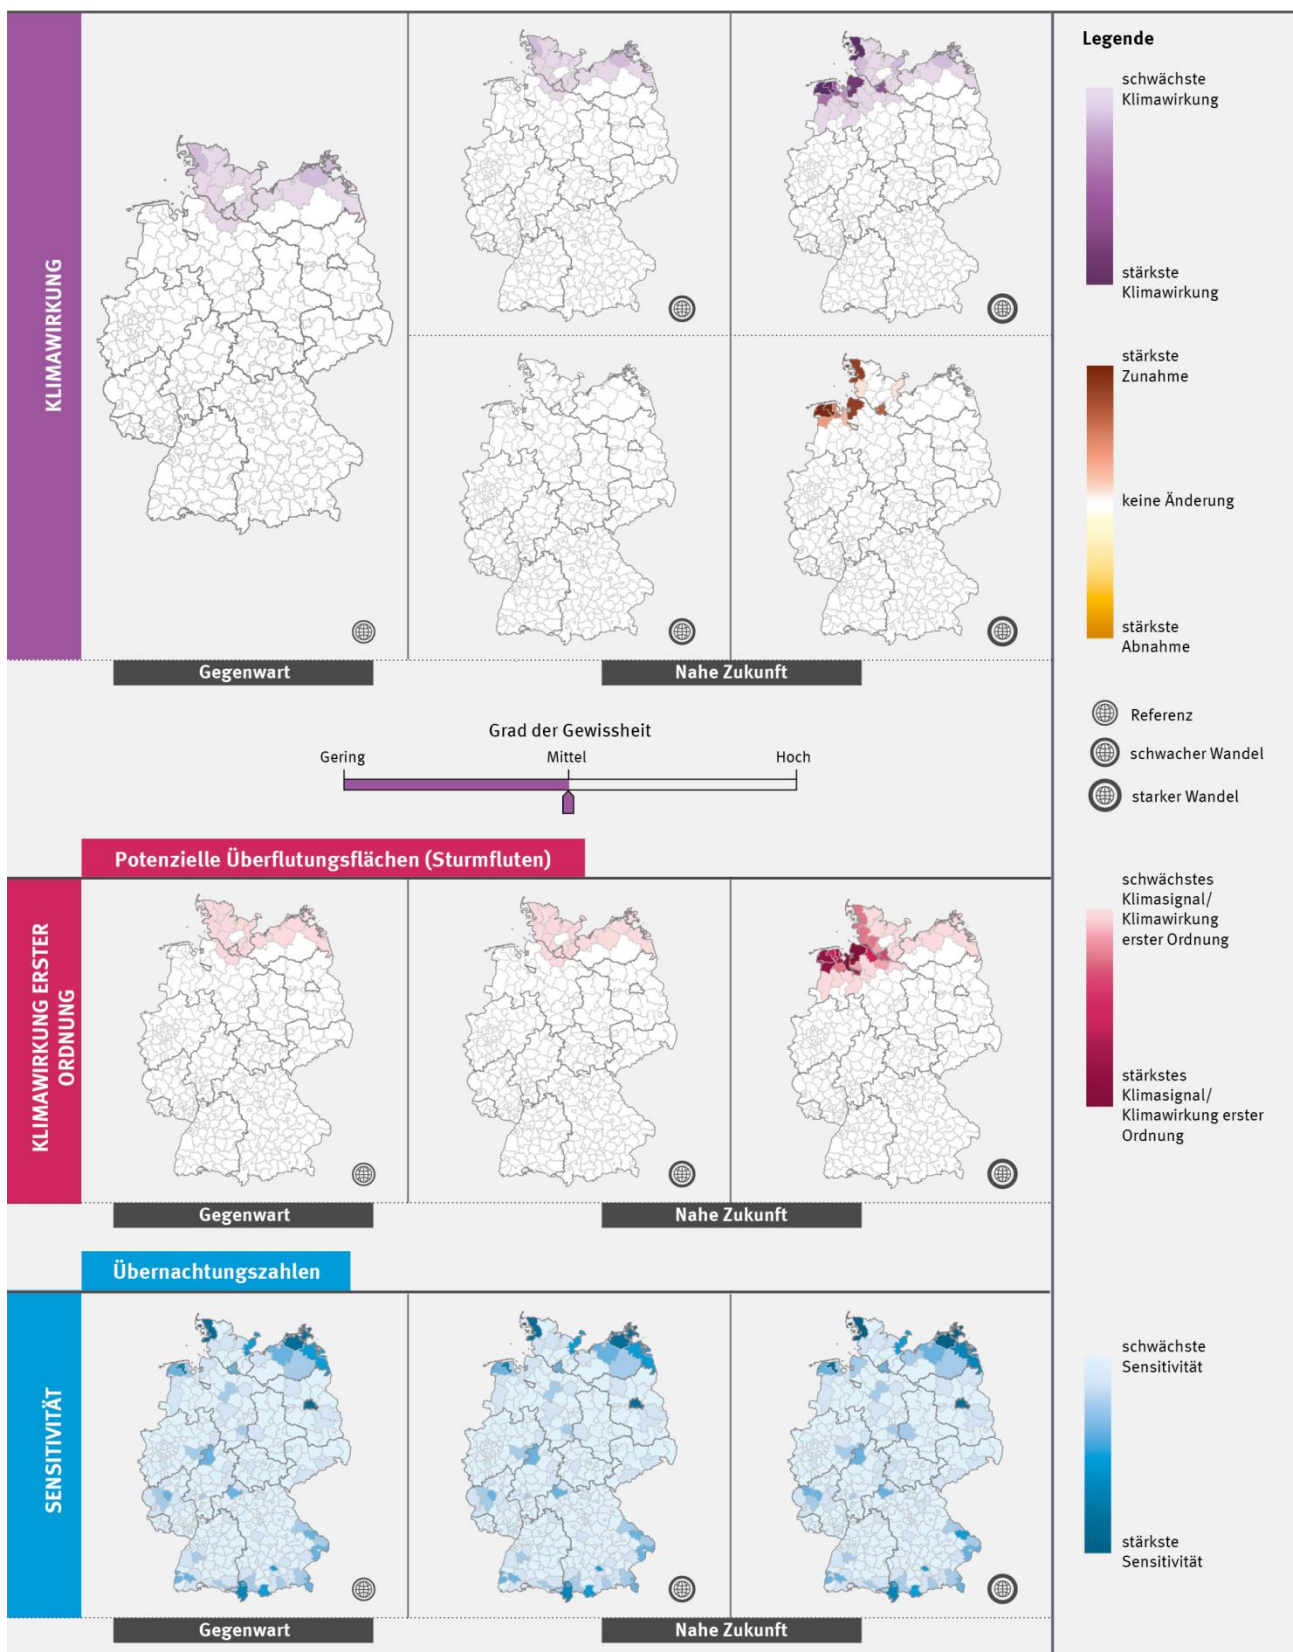 KLIMAWIRKUNG
Gegenwart
Nahe Zukunft
Grad der Gewissheit
Gering
Mittel
Hoch
Potenzielle Überflutungsflächen (Sturmfluten)
KLIMAWIRKUNG ERSTER
ORDNUNG
Gegenwart
Nahe Zukunft
Übernachtungszahlen
SENSITIVITÄT
Gegenwart
Nahe Zukunft
Legende
schwächste
Klimawirkung
stärkste
Klimawirkung
stärkste
Zunahme
keine Änderung
stärkste
Abnahme
Referenz
schwacher Wandel
starker Wandel
schwächstes
Klimasignal/
Klimawirkung
erster Ordnung
stärkstes
Klimasignal/
Klimawirkung erster
Ordnung
schwächste
Sensitivität
stärkste
Sensitivität